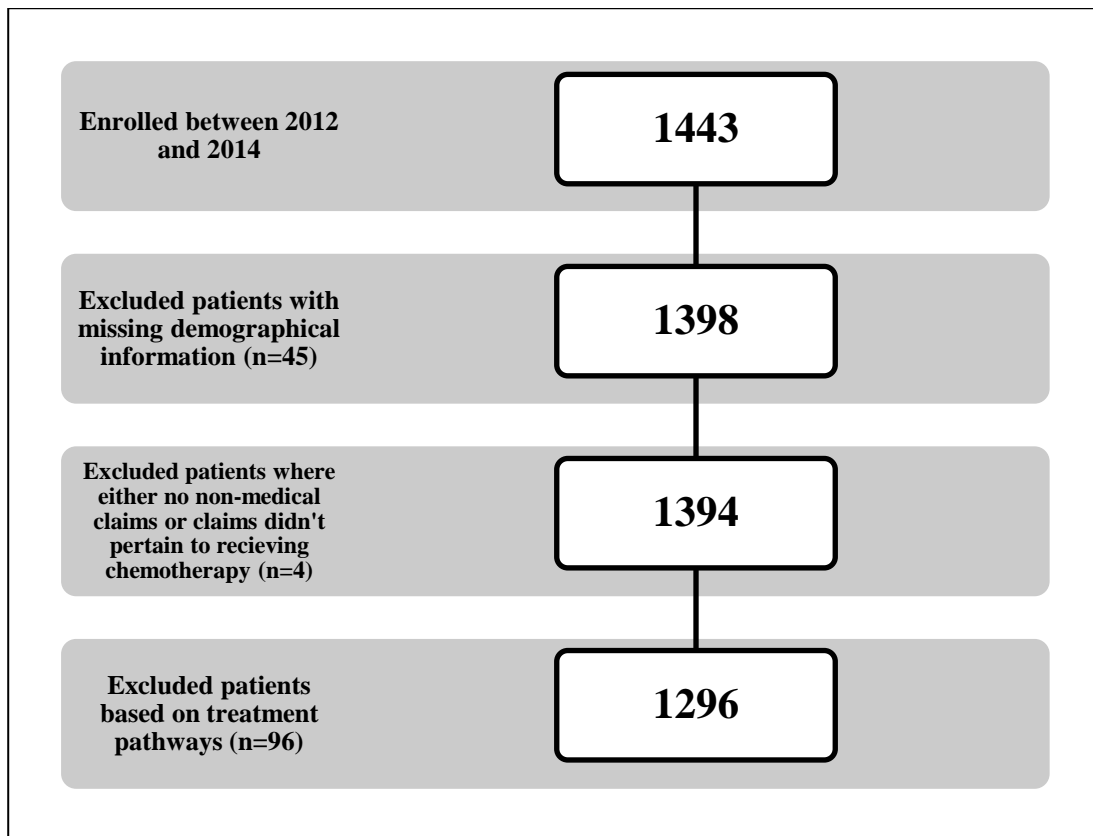 Enrolled between 2012
and 2014
1443
Excluded patients with
missing demographical
information (n=45)
1398
Excluded patients where
either no non-medical
claims or claims didn't
pertain to recieving
chemotherapy (n=4)
1394
Excluded patients
based on treatment
pathways (n=96)
1296